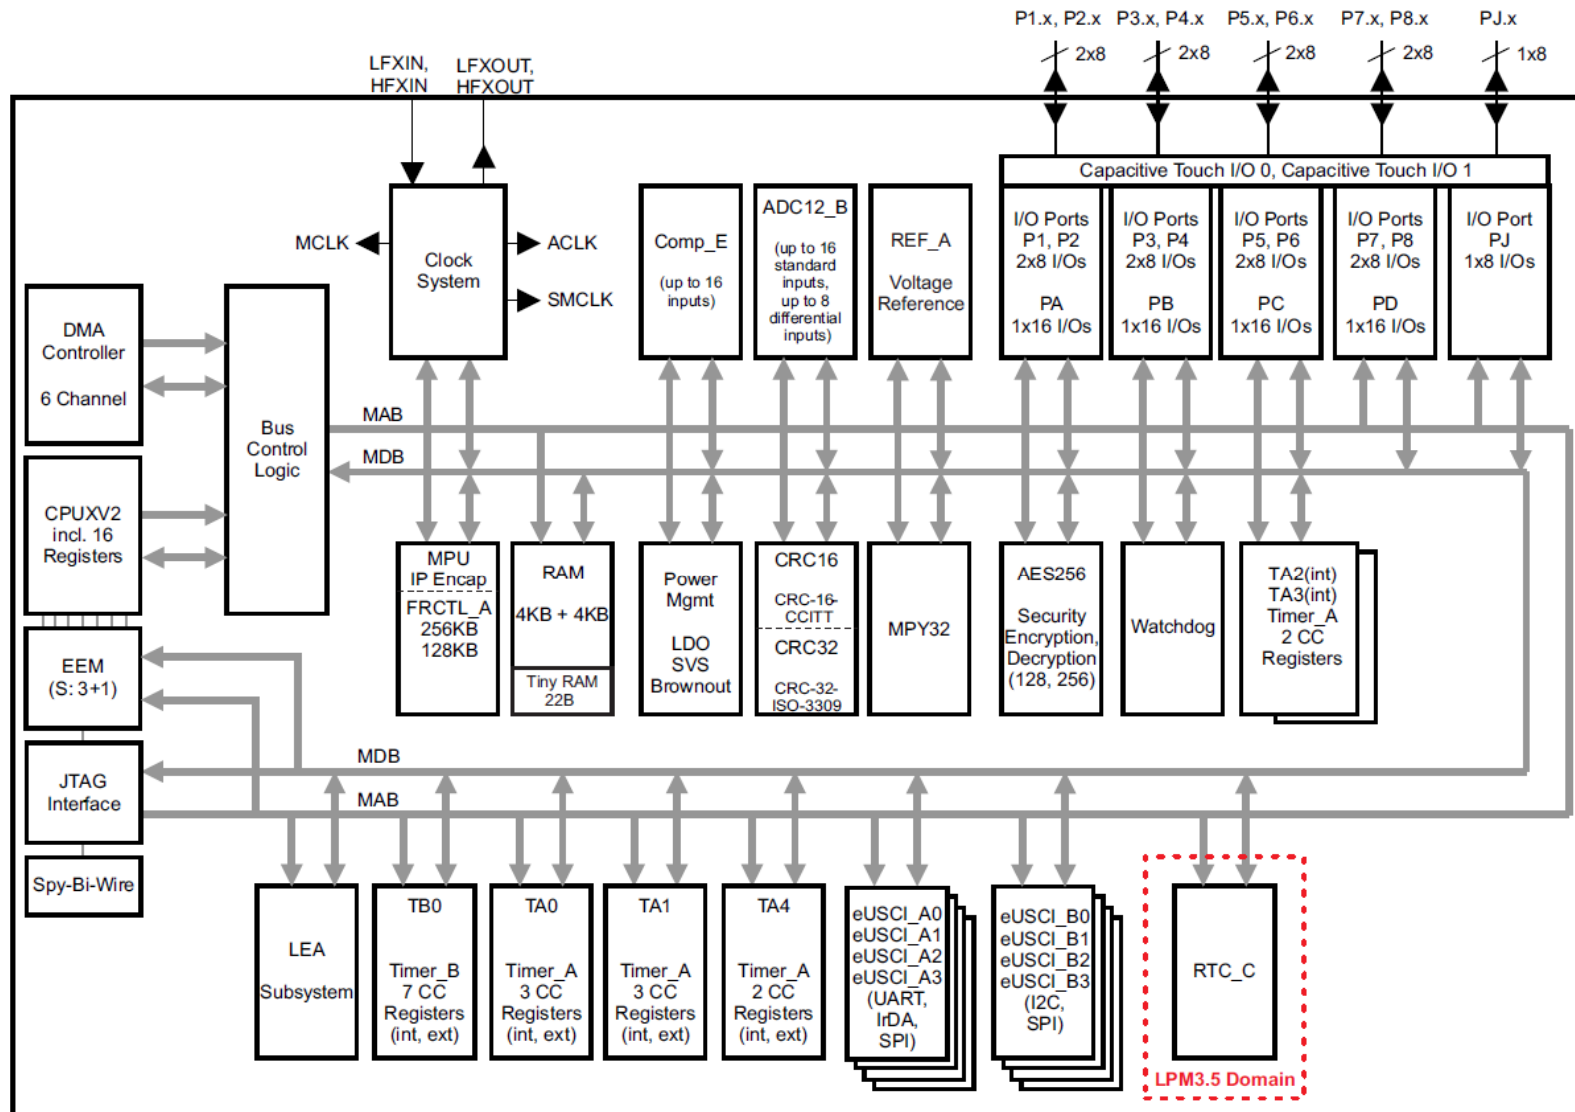 P1.x, P2.x
P3.x, P4.x
P5.x, P6.x
P7.x, P8.x
PJ.x
2x8
2x8
2x8
2x8
1x8
LFXIN,
HFXIN
LFXOUT,
HFXOUT
Capacitive Touch I/O 0, Capacitive Touch I/O 1
MCLK
Clock
System
ACLK
SMCLK
Comp_E
(up to 16
inputs)
ADC12_B
(up to 16
standard
inputs,
up to 8
differential
inputs)
REF_A
Voltage
Reference
I/O Ports
P1, P2
2x8 I/Os
PA
1x16 I/Os
I/O Ports
P3, P4
2x8 I/Os
PB
1x16 I/Os
I/O Ports
P5, P6
2x8 I/Os
PC
1x16 I/Os
I/O Ports
P7, P8
2x8 I/Os
PD
1x16 I/Os
I/O Port
PJ
1x8 I/Os
DMA
Controller
6 Channel
Bus
Control
Logic
MAB
MDB
CPUXV2
incl. 16
Registers
MPU
IP Encap
FRCTL_A
256KB
128KB
RAM
4KB + 4KB
Tiny RAM
22B
Power
Mgmt
LDO
SVS
Brownout
CRC16
CRC-16-
CCITT
CRC32
CRC-32-
ISO-3309
MPY32
AES256
Security
Encryption,
Decryption
(128, 256)
Watchdog
TA2(int)
TA3(int)
Timer_A
2 CC
Registers
EEM
(S: 3+1)
MDB
JTAG
Interface
MAB
Spy-Bi-Wire
LEA
Subsystem
TB0
Timer_B
7 CC
Registers
(int, ext)
TA0
Timer_A
3 CC
Registers
(int, ext)
TA1
Timer_A
3 CC
Registers
(int, ext)
TA4
Timer_A
2 CC
Registers
(int, ext)
eUSCI_A0
eUSCI_A1
eUSCI_A2
eUSCI_A3
(UART,
IrDA,
SPI)
eUSCI_B0
eUSCI_B1
eUSCI_B2
eUSCI_B3
(I2C,
SPI)
RTC_C
LPM3.5 Domain